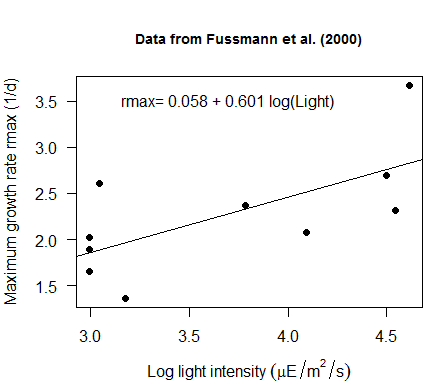 Data from Fussmann et al. (2000)
rmax= 0.058 + 0.601 log(Light)
Maximum growth rate rmax (1/d)
3.5
3.0
2.5
2.0
1.5
3.0 3.5 4.0 4.5
Log light intensity (μE/m²/s)